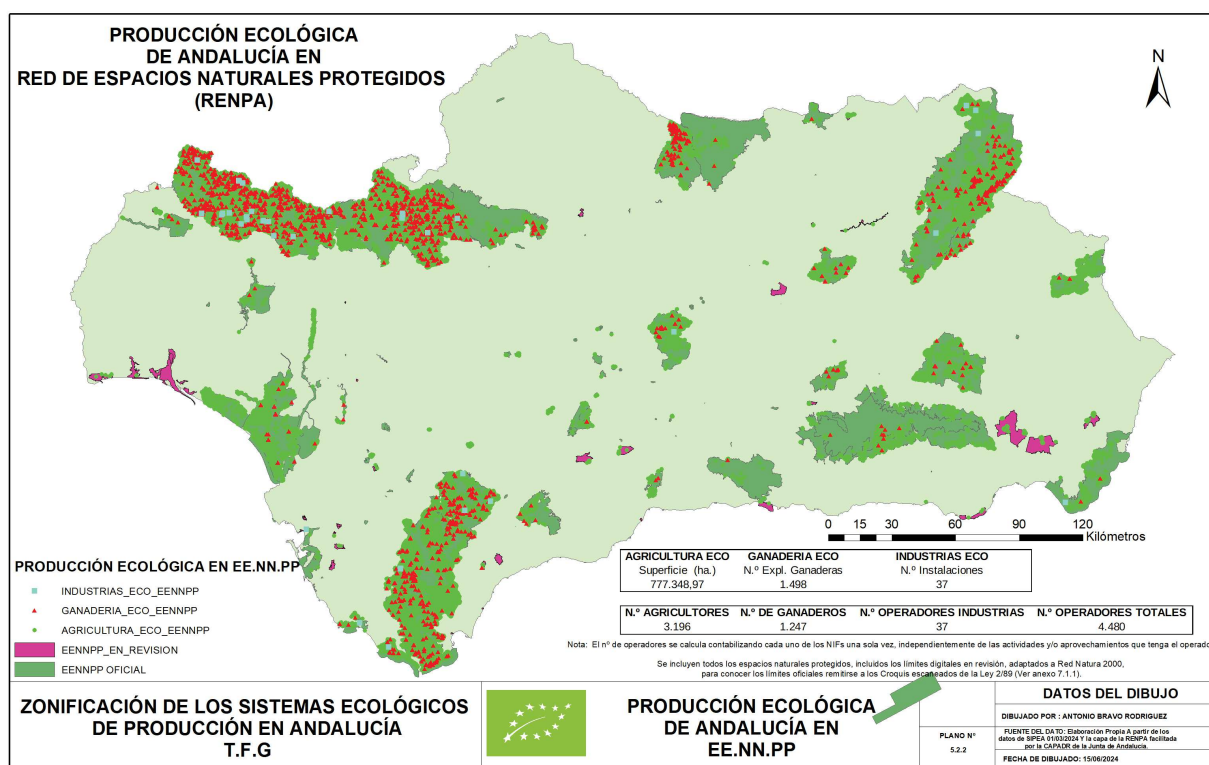 PRODUCCIÓN ECOLÓGICA
DE ANDALUCÍA EN
RED DE ESPACIOS NATURALES PROTEGIDOS
(RENPA)
N
0 15 30 60 90 120
Kilómetros
AGRICULTURA ECO GANADERIA ECO INDUSTRIAS ECO
Superficie (ha.) N.º Expl. Ganaderas N.º Instalaciones
777.348,97 1.498 37
N.º AGRICULTORES N.º DE GANADEROS N.º OPERADORES INDUSTRIAS N.º OPERADORES TOTALES
3.196 1.247 37 4.480
Nota: El nº de operadores se calcula contabilizando cada uno de los NIFs una sola vez, independientemente de las actividades y/o aprovechamientos que tenga el operado
Se incluyen todos los espacios naturales protegidos, incluidos los límites digitales en revisión, adaptados a Red Natura 2000,
para conocer los límites oficiales remitirse a los Croquis escaneados de la Ley 2/89 (Ver anexo 7.1.1).
PRODUCCIÓN ECOLÓGICA EN EE.NN.PP
INDUSTRIAS_ECO_EENNPP
GANADERIA_ECO_EENNPP
AGRICULTURA_ECO_EENNPP
EENNPP_EN_REVISION
EENNPP OFICIAL
ZONIFICACIÓN DE LOS SISTEMAS ECOLÓGICOS
DE PRODUCCIÓN EN ANDALUCÍA
T.F.G
PRODUCCIÓN ECOLÓGICA
DE ANDALUCÍA EN
EE.NN.PP
PLANO Nº
5.2.2
DATOS DEL DIBUJO
DIBUJADO POR : ANTONIO BRAVO RODRIGUEZ
FUENTE DEL DATO: Elaboración Propia A partir de los
datos de SIPEA 01/03/2024 Y la capa de la RENPA facilitada
por la CAPADR de la Junta de Andalucía.
FECHA DE DIBUJADO: 15/06/2024